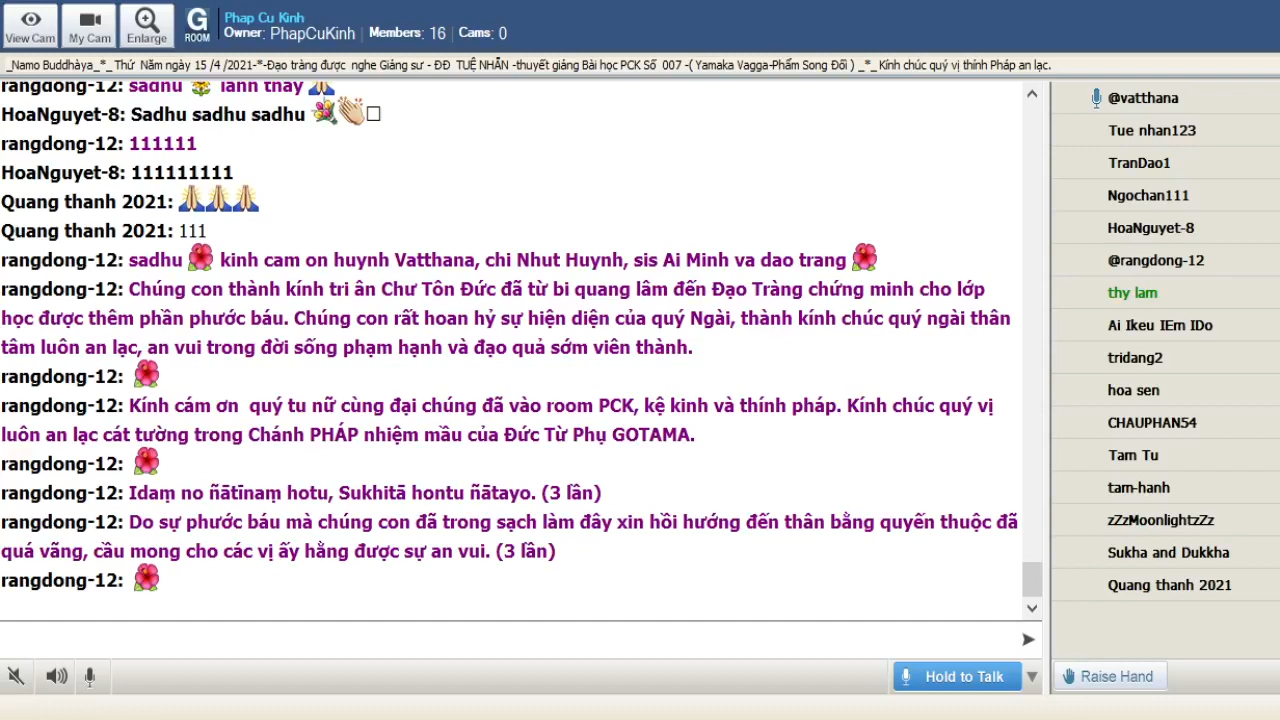 View Cam
My Cam
Enlarge
G
ROOM
Phap Cu Kinh
Owner: PhapCuKinh | Members: 16 | Cams: 0
_Namo Buddhàya_*_ Thứ Năm ngày 15 /4 /2021-*-Đạo tràng được nghe Giảng sư - ĐĐ TUỆ NHẪN -thuyết giảng Bài học PCK Số 007 -( Yamaka Vagga-Phẩm Song Đối ) _*_ Kính chúc quý vị thính Pháp an lạc.
rangdong-12: sadhu lanh thay
HoaNguyet-8: Sadhu sadhu sadhu
rangdong-12: 111111
HoaNguyet-8: 111111111
Quang thanh 2021:
Quang thanh 2021: 111
rangdong-12: sadhu kinh cam on huynh Vatthana, chi Nhut Huynh, sis Ai Minh va dao trang
rangdong-12: Chúng con thành kính tri ân Chư Tôn Đức đã từ bi quang lâm đến Đạo Tràng chứng minh cho lớp
học được thêm phần phước báu. Chúng con rất hoan hỷ sự hiện diện của quý Ngài, thành kính chúc quý ngài thân
tâm luôn an lạc, an vui trong đời sống phạm hạnh và đạo quả sớm viên thành.
rangdong-12:
rangdong-12: Kính cám ơn quý tu nữ cùng đại chúng đã vào room PCK, kệ kinh và thính pháp. Kính chúc quý vị
luôn an lạc cát tường trong Chánh PHÁP nhiệm mầu của Đức Từ Phụ GOTAMA.
rangdong-12:
rangdong-12: Idaṃ no ñātīnaṃ hotu, Sukhitā hontu ñātayo. (3 lần)
rangdong-12: Do sự phước báu mà chúng con đã trong sạch làm đây xin hồi hướng đến thân bằng quyến thuộc đã
quá vãng, cầu mong cho các vị ấy hằng được sự an vui. (3 lần)
rangdong-12:
@vatthana
Tue nhan123
TranDao1
Ngochan111
HoaNguyet-8
@rangdong-12
thy lam
Ai Ikeu IEm IDo
tridang2
hoa sen
CHAUPHAN54
Tam Tu
tam-hanh
zZzMoonlightzZz
Sukha and Dukkha
Quang thanh 2021
Hold to Talk
Raise Hand